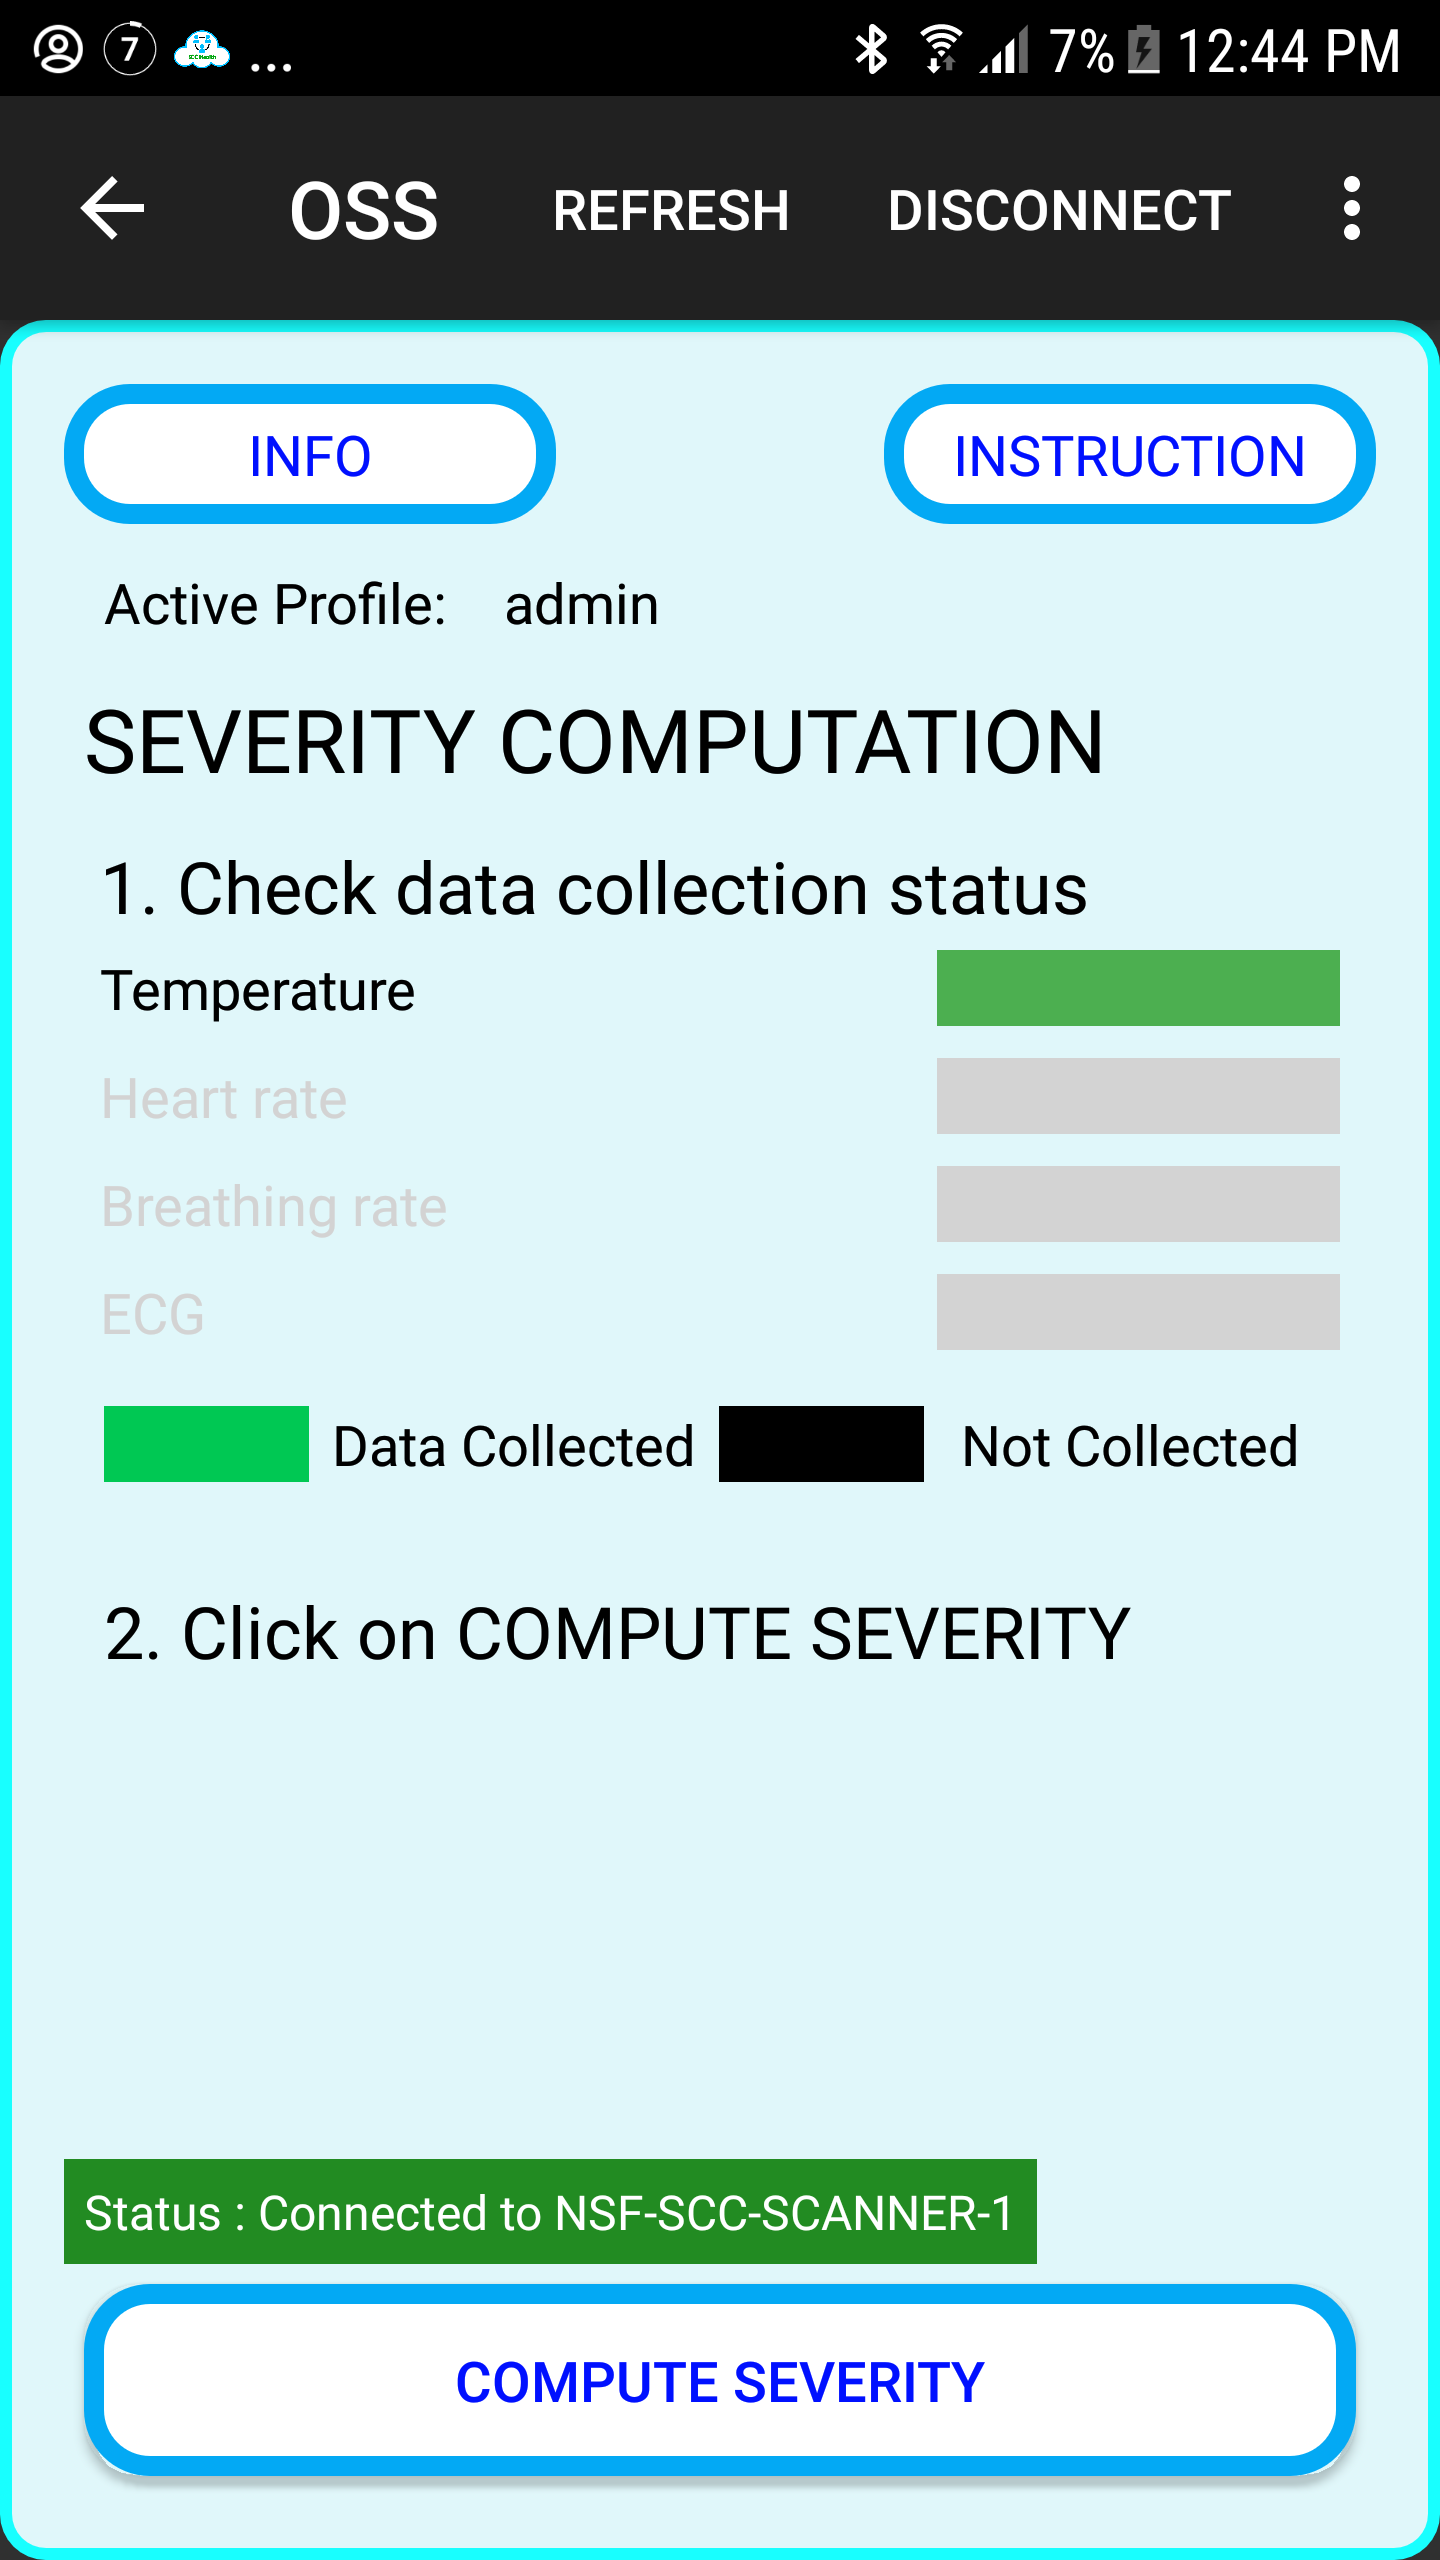 7 ... 7% 12:44 PM
OSS REFRESH DISCONNECT
INFO INSTRUCTION
Active Profile: admin
SEVERITY COMPUTATION
1. Check data collection status
Temperature
Heart rate
Breathing rate
ECG
Data Collected Not Collected
2. Click on COMPUTE SEVERITY
Status : Connected to NSF-SCC-SCANNER-1
COMPUTE SEVERITY